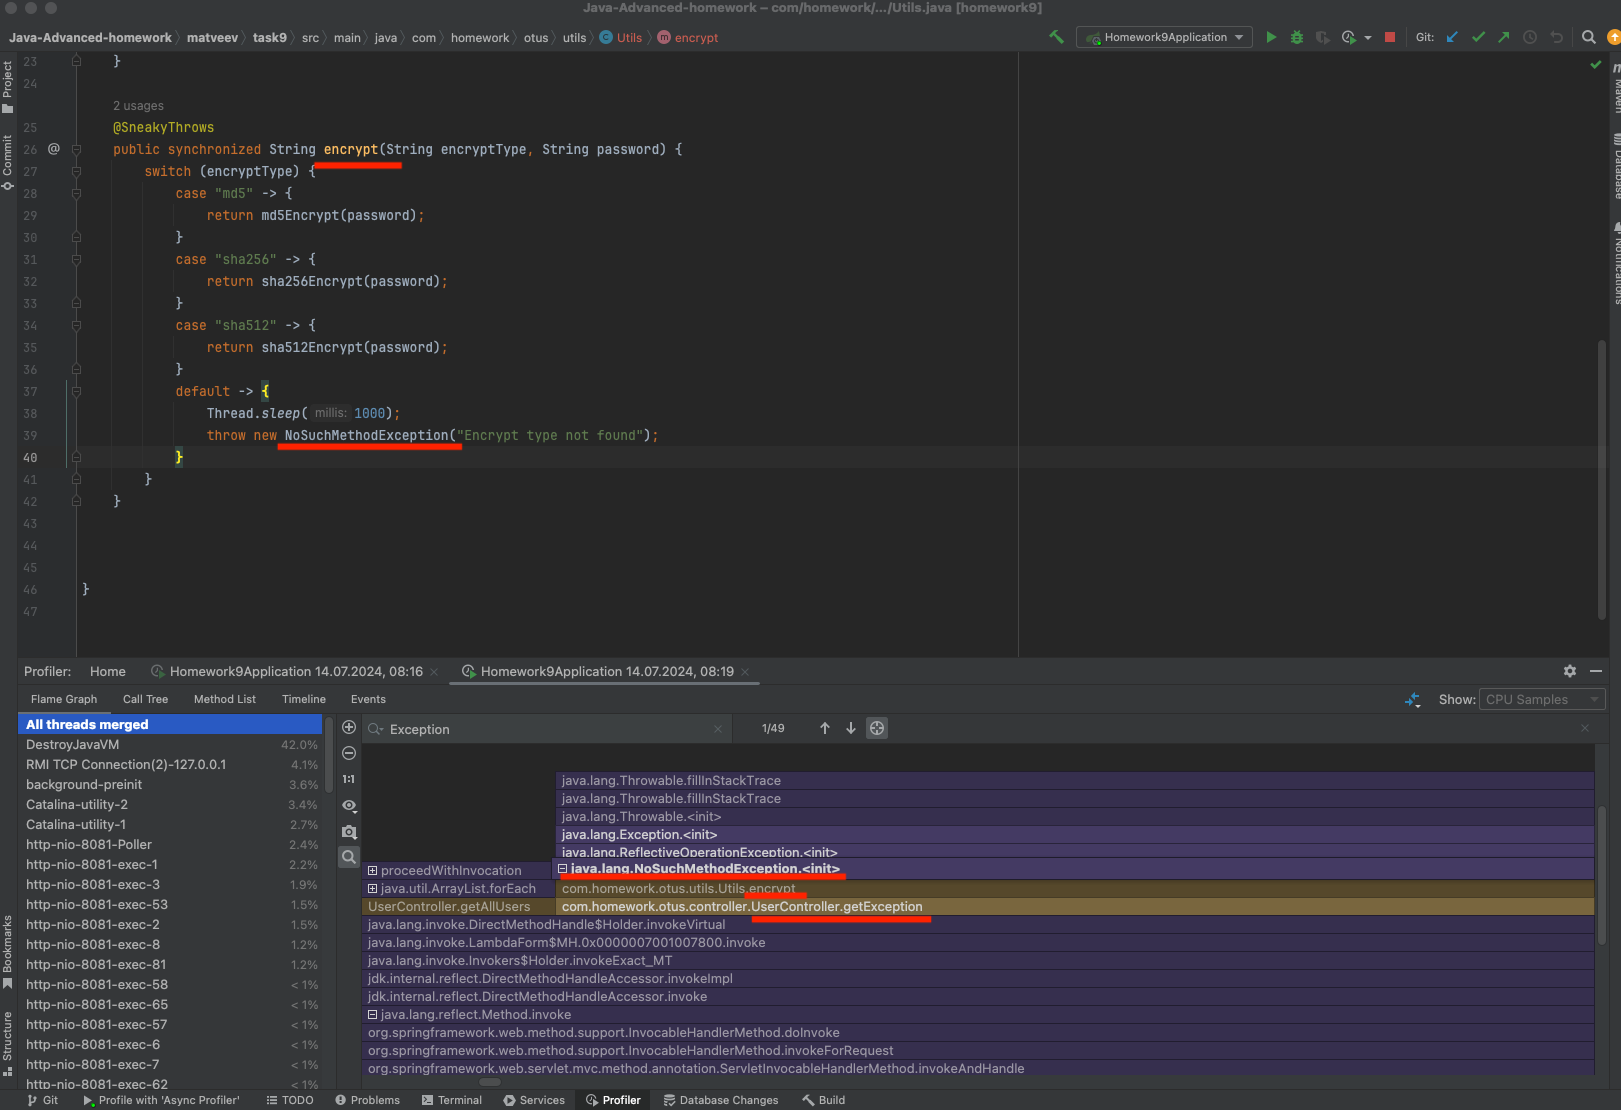 Java-Advanced-homework – com/homework/.../Utils.java [homework9]
Java-Advanced-homework matveev task9 src main java com homework otus utils C Utils m encrypt
Homework9Application Git:
Project
Commit
Bookmarks
Structure
Maven
Database
Notifications
23 }
24
2 usages
25 @SneakyThrows
26 @ public synchronized String encrypt(String encryptType, String password) {
27 switch (encryptType) {
28 case "md5" -> {
29 return md5Encrypt(password);
30 }
31 case "sha256" -> {
32 return sha256Encrypt(password);
33 }
34 case "sha512" -> {
35 return sha512Encrypt(password);
36 }
37 default -> {
38 Thread.sleep( millis: 1000);
39 throw new NoSuchMethodException("Encrypt type not found");
40 }
41 }
42 }
43
44
45
46 }
47
Profiler: Home Homework9Application 14.07.2024, 08:16 Homework9Application 14.07.2024, 08:19
Flame Graph Call Tree Method List Timeline Events Show: CPU Samples
All threads merged
DestroyJavaVM 42.0%
RMI TCP Connection(2)-127.0.0.1 4.1%
background-preinit 3.6%
Catalina-utility-2 3.4%
Catalina-utility-1 2.7%
http-nio-8081-Poller 2.4%
http-nio-8081-exec-1 2.2%
http-nio-8081-exec-3 1.9%
http-nio-8081-exec-53 1.5%
http-nio-8081-exec-2 1.5%
http-nio-8081-exec-8 1.2%
http-nio-8081-exec-81 1.2%
http-nio-8081-exec-58 < 1%
http-nio-8081-exec-65 < 1%
http-nio-8081-exec-57 < 1%
http-nio-8081-exec-6 < 1%
http-nio-8081-exec-7 < 1%
http-nio-8081-exec-62 < 1%
1:1
Exception 1/49
java.lang.Throwable.fillInStackTrace
java.lang.Throwable.fillInStackTrace
java.lang.Throwable.<init>
java.lang.Exception.<init>
java.lang.ReflectiveOperationException.<init>
proceedWithInvocation java.lang.NoSuchMethodException.<init>
java.util.ArrayList.forEach com.homework.otus.utils.Utils.encrypt
UserController.getAllUsers com.homework.otus.controller.UserController.getException
java.lang.invoke.DirectMethodHandle$Holder.invokeVirtual
java.lang.invoke.LambdaForm$MH.0x0000007001007800.invoke
java.lang.invoke.Invokers$Holder.invokeExact_MT
jdk.internal.reflect.DirectMethodHandleAccessor.invokeImpl
jdk.internal.reflect.DirectMethodHandleAccessor.invoke
java.lang.reflect.Method.invoke
org.springframework.web.method.support.InvocableHandlerMethod.doInvoke
org.springframework.web.method.support.InvocableHandlerMethod.invokeForRequest
org.springframework.web.servlet.mvc.method.annotation.ServletInvocableHandlerMethod.invokeAndHandle
Git Profile with 'Async Profiler' TODO Problems Terminal Services Profiler Database Changes Build